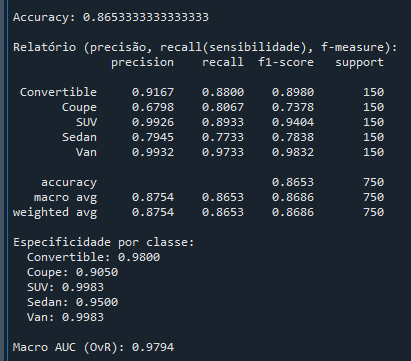 Accuracy: 0.8653333333333333
Relatório (precisão, recall(sensibilidade), f-measure):
precision recall f1-score support
Convertible 0.9167 0.8800 0.8980 150
Coupe 0.6798 0.8067 0.7378 150
SUV 0.9926 0.8933 0.9404 150
Sedan 0.7945 0.7733 0.7838 150
Van 0.9932 0.9733 0.9832 150
accuracy 0.8653 750
macro avg 0.8754 0.8653 0.8686 750
weighted avg 0.8754 0.8653 0.8686 750
Especificidade por classe:
Convertible: 0.9800
Coupe: 0.9050
SUV: 0.9983
Sedan: 0.9500
Van: 0.9983
Macro AUC (OvR): 0.9794